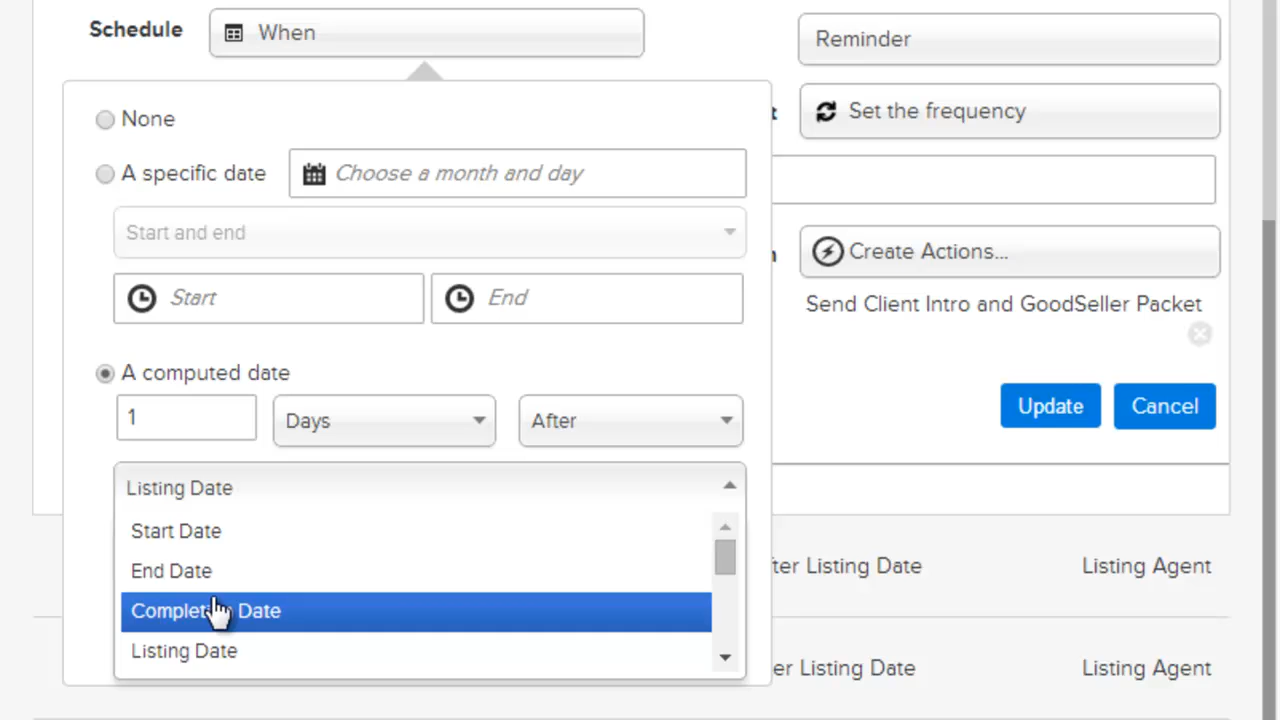 Schedule
When
Reminder
None
Set the frequency
A specific date
Choose a month and day
Start and end
Create Actions...
Start
End
Send Client Intro and GoodSeller Packet
A computed date
1
Days
After
Update
Cancel
Listing Date
Start Date
End Date
Date
Listing Date
Listing Date
Listing Agent
Listing Date
Listing Agent